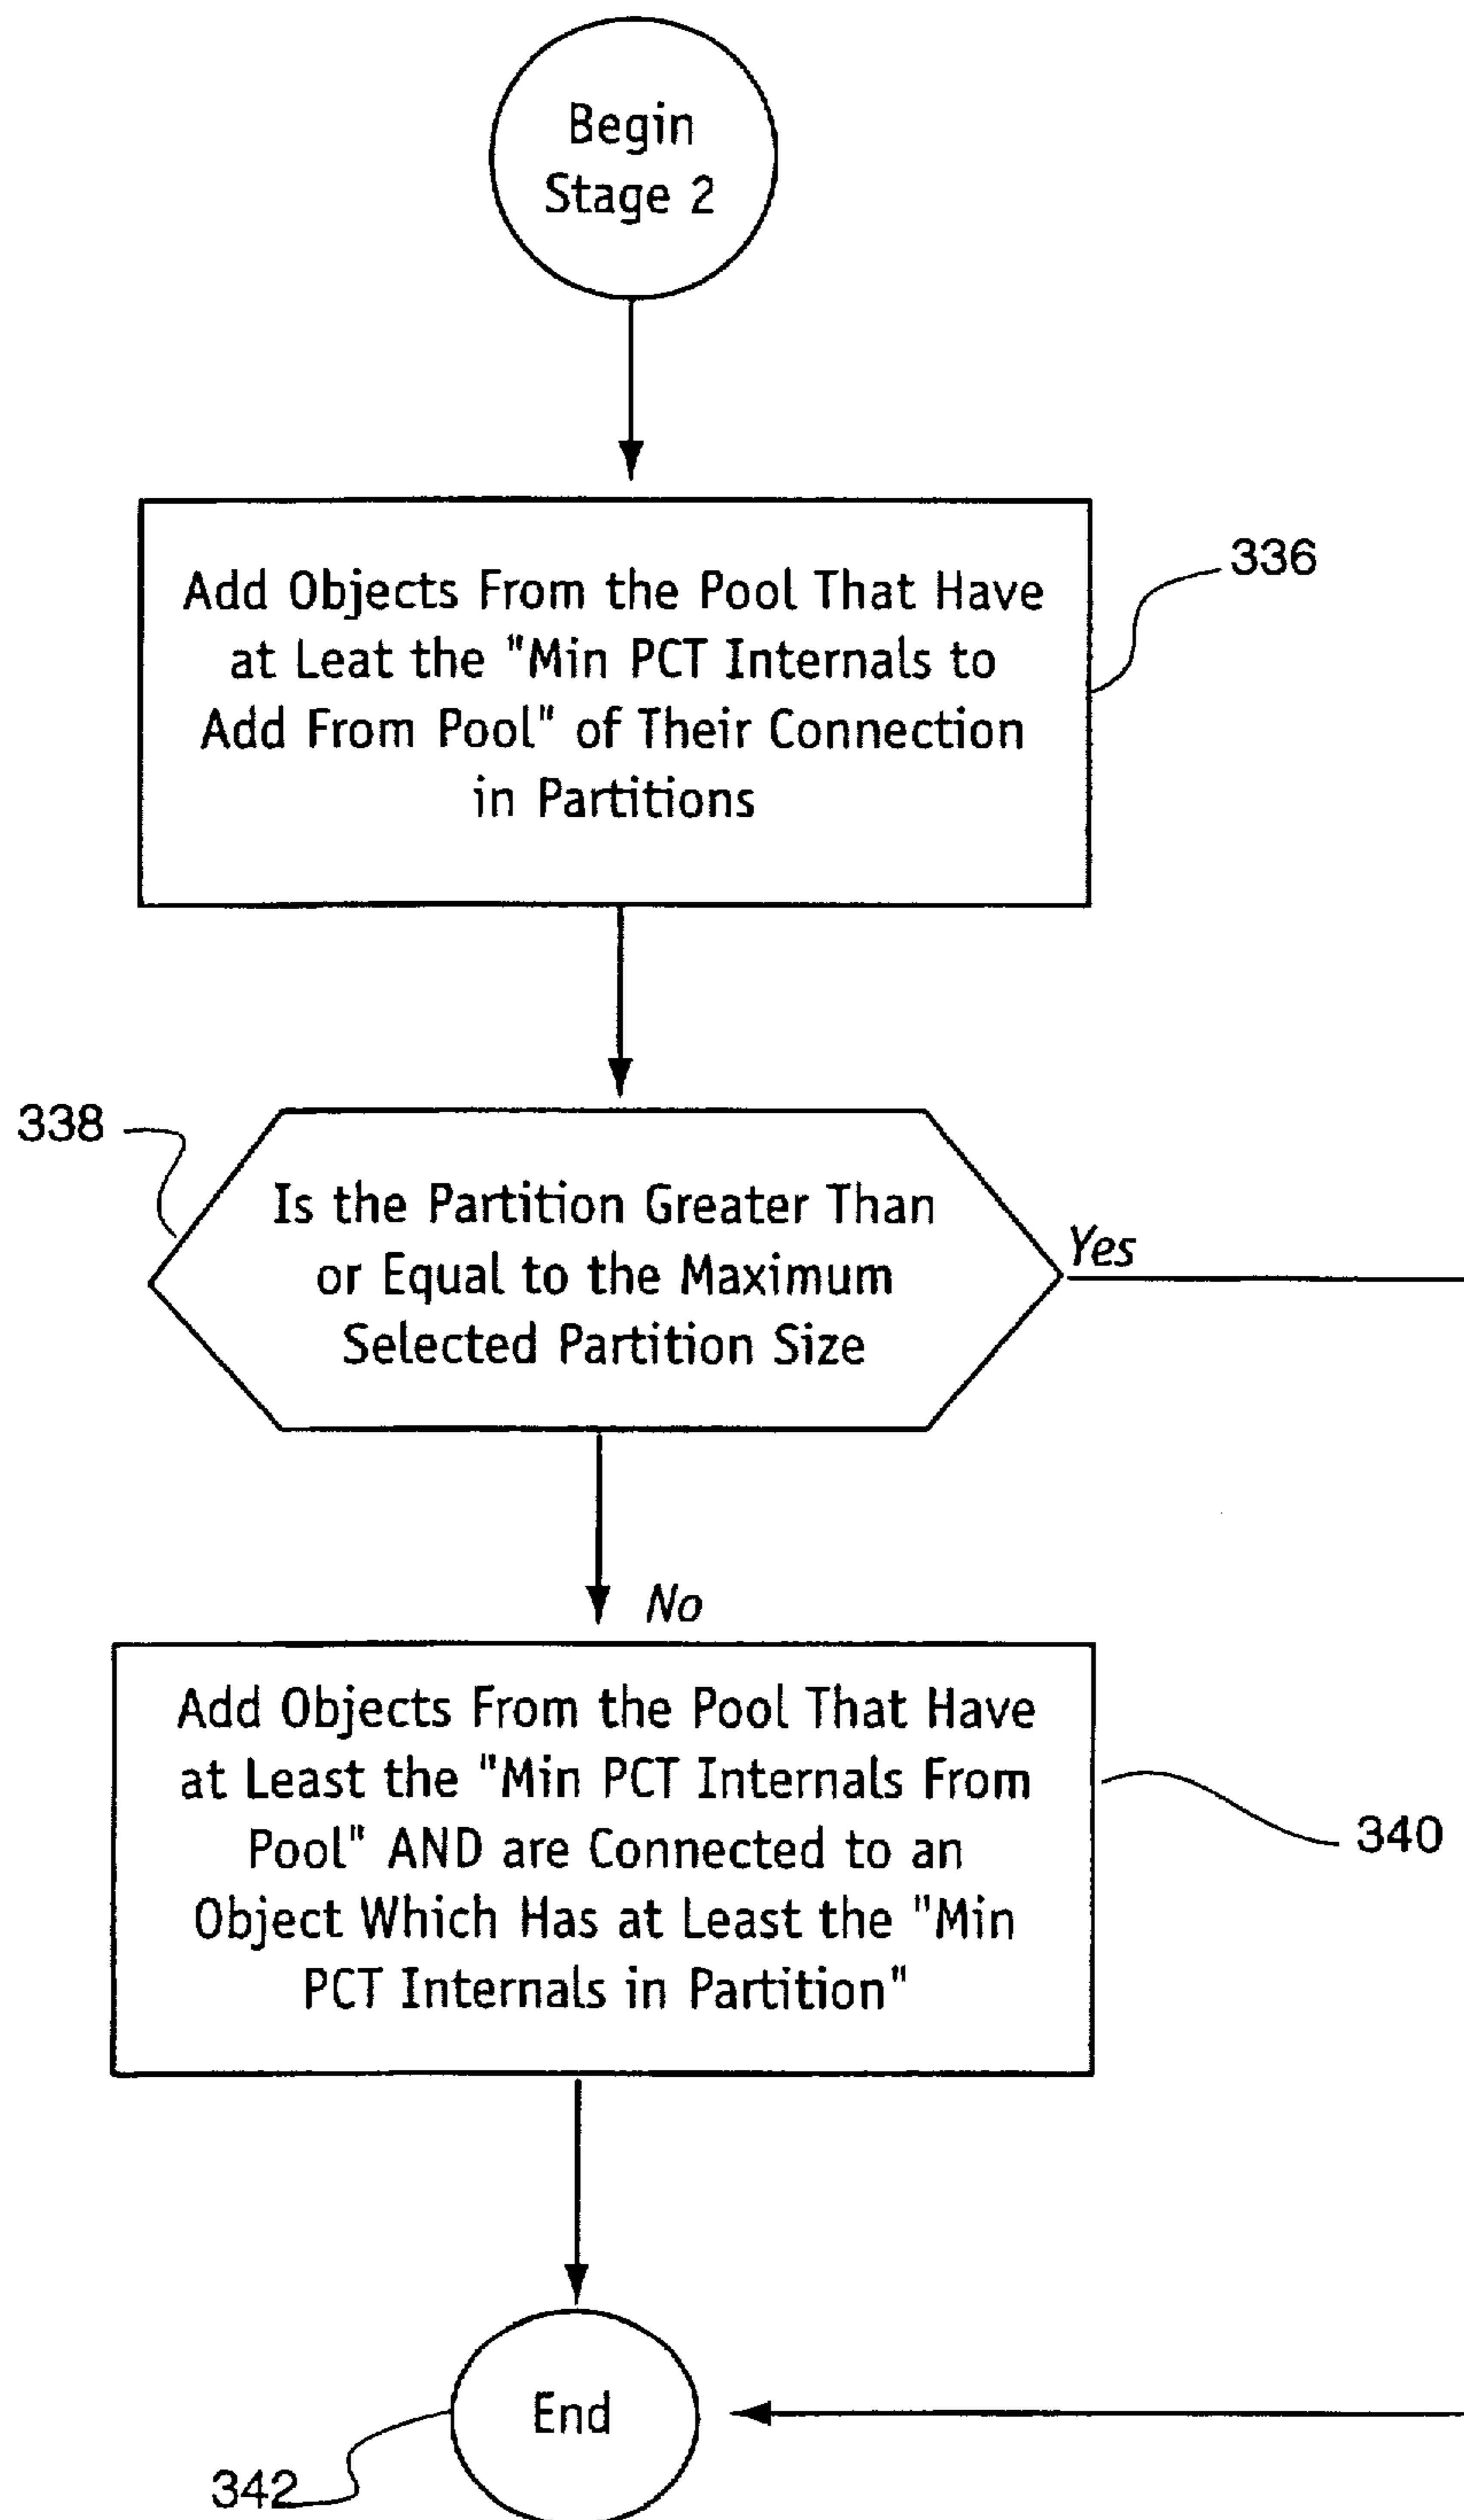 Begin
Stage 2
Add Objects From the Pool That Have
at Leat the "Min PCT Internals to
Add From Pool" of Their Connection
in Partitions
336
338
Is the Partition Greater Than
or Equal to the Maximum
Selected Partition Size
Yes
No
Add Objects From the Pool That Have
at Least the "Min PCT Internals From
Pool" AND are Connected to an
Object Which Has at Least the "Min
PCT Internals in Partition"
340
End
342